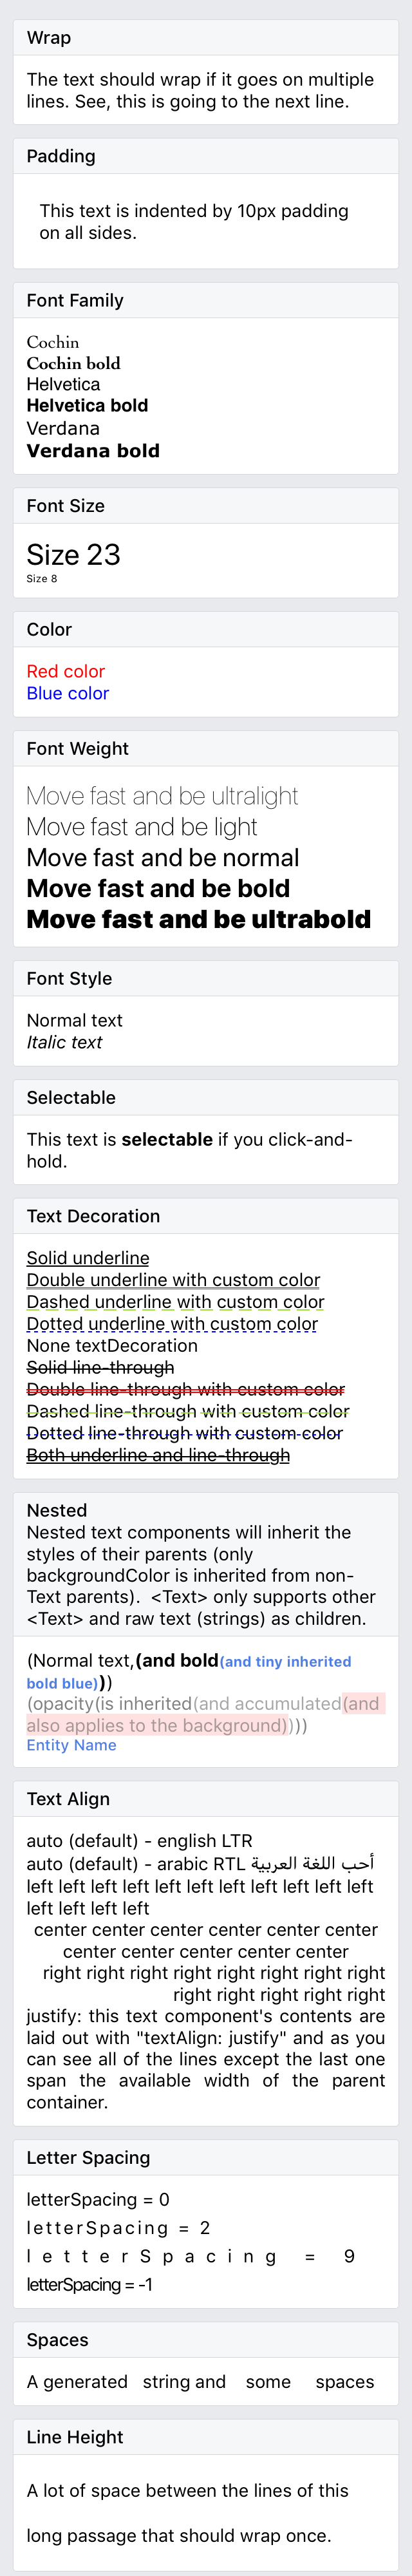 Wrap
The text should wrap if it goes on multiple
lines. See, this is going to the next line.
Padding
This text is indented by 10px padding
on all sides.
Font Family
Cochin
Cochin bold
Helvetica
Helvetica bold
Verdana
Verdana bold
Font Size
Size 23
Size 8
Color
Red color
Blue color
Font Weight
Move fast and be ultralight
Move fast and be light
Move fast and be normal
Move fast and be bold
Move fast and be ultrabold
Font Style
Normal text
Italic text
Selectable
This text is selectable if you click-and-
hold.
Text Decoration
Solid underline
Double underline with custom color
Dashed underline with custom color
Dotted underline with custom color
None textDecoration
Solid line-through
Double line-through with custom color
Dashed line-through with custom color
Dotted line-through with custom color
Both underline and line-through
Nested
Nested text components will inherit the
styles of their parents (only
backgroundColor is inherited from non-
Text parents).  <Text> only supports other
<Text> and raw text (strings) as children.
(Normal text,(and bold(and tiny inherited
bold blue)))
(opacity(is inherited(and accumulated(and
also applies to the background))))
Entity Name
Text Align
auto (default) - english LTR
auto (default) - arabic RTL أحب اللغة العربية
left left left left left left left left left left left
left left left left
center center center center center center
center center center center center
right right right right right right right right
right right right right right
justify: this text component's contents are
laid out with "textAlign: justify" and as you
can see all of the lines except the last one
span the available width of the parent
container.
Letter Spacing
letterSpacing = 0
letterSpacing = 2
letterSpacing = 9
letterSpacing = -1
Spaces
A generated  string and   some    spaces
Line Height
A lot of space between the lines of this
long passage that should wrap once.